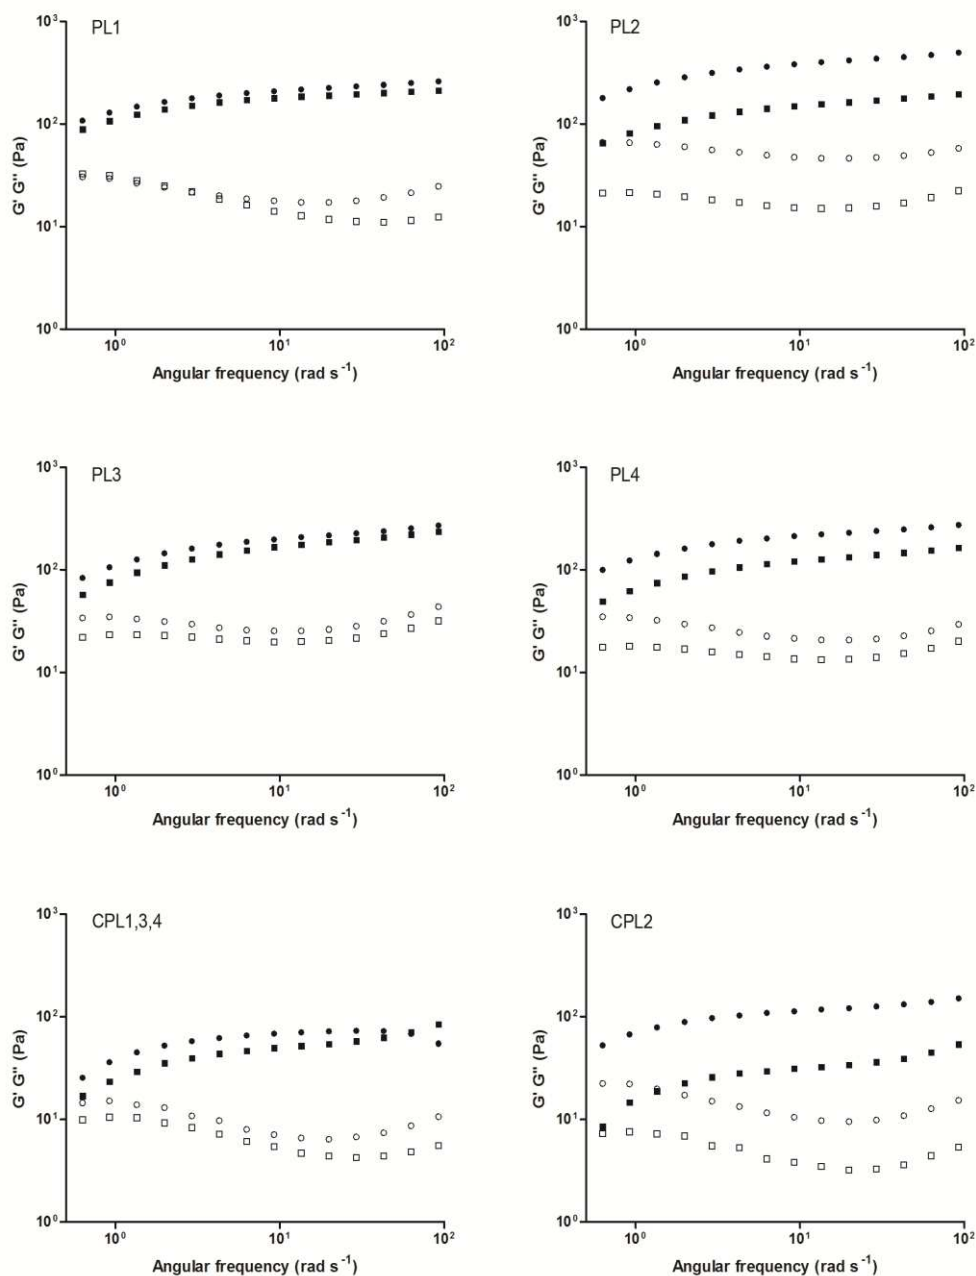 PL1
G' G'' (Pa)
10³
10²
10¹
10⁰
10⁰ 10¹ 10²
Angular frequency (rad s⁻¹)
PL2
G' G'' (Pa)
10³
10²
10¹
10⁰
10⁰ 10¹ 10²
Angular frequency (rad s⁻¹)
PL3
G' G'' (Pa)
10³
10²
10¹
10⁰
10⁰ 10¹ 10²
Angular frequency (rad s⁻¹)
PL4
G' G'' (Pa)
10³
10²
10¹
10⁰
10⁰ 10¹ 10²
Angular frequency (rad s⁻¹)
CPL1,3,4
G' G'' (Pa)
10³
10²
10¹
10⁰
10⁰ 10¹ 10²
Angular frequency (rad s⁻¹)
CPL2
G' G'' (Pa)
10³
10²
10¹
10⁰
10⁰ 10¹ 10²
Angular frequency (rad s⁻¹)